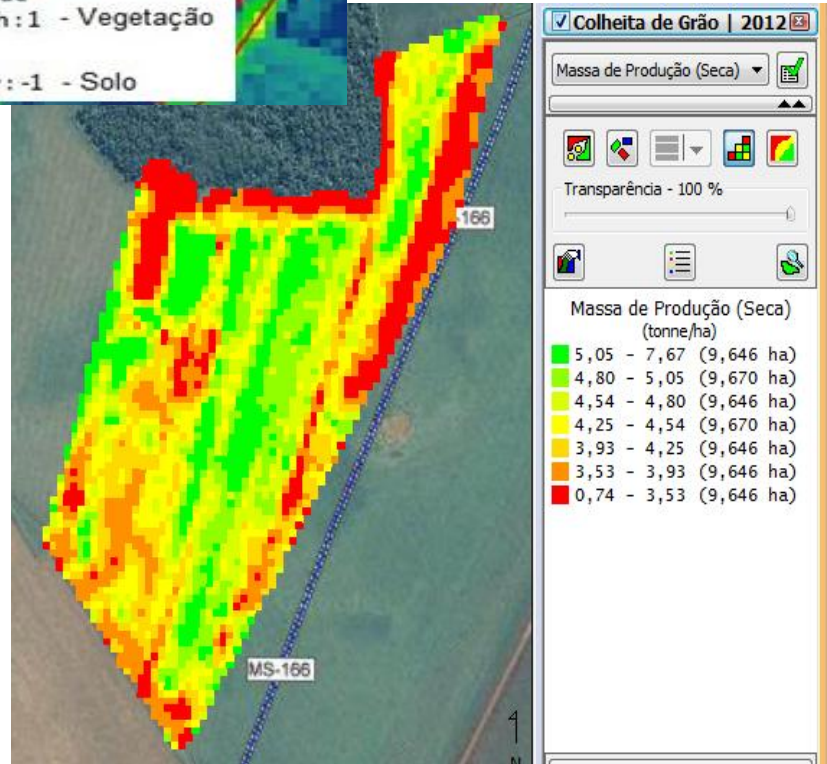 :1 - Vegetação
:-1 - Solo
-166
MS-166
N
Colheita de Grão | 2012
Massa de Produção (Seca)
Transparência - 100 %
Massa de Produção (Seca)
(tonne/ha)
5,05 - 7,67 (9,646 ha)
4,80 - 5,05 (9,670 ha)
4,54 - 4,80 (9,646 ha)
4,25 - 4,54 (9,670 ha)
3,93 - 4,25 (9,646 ha)
3,53 - 3,93 (9,646 ha)
0,74 - 3,53 (9,646 ha)